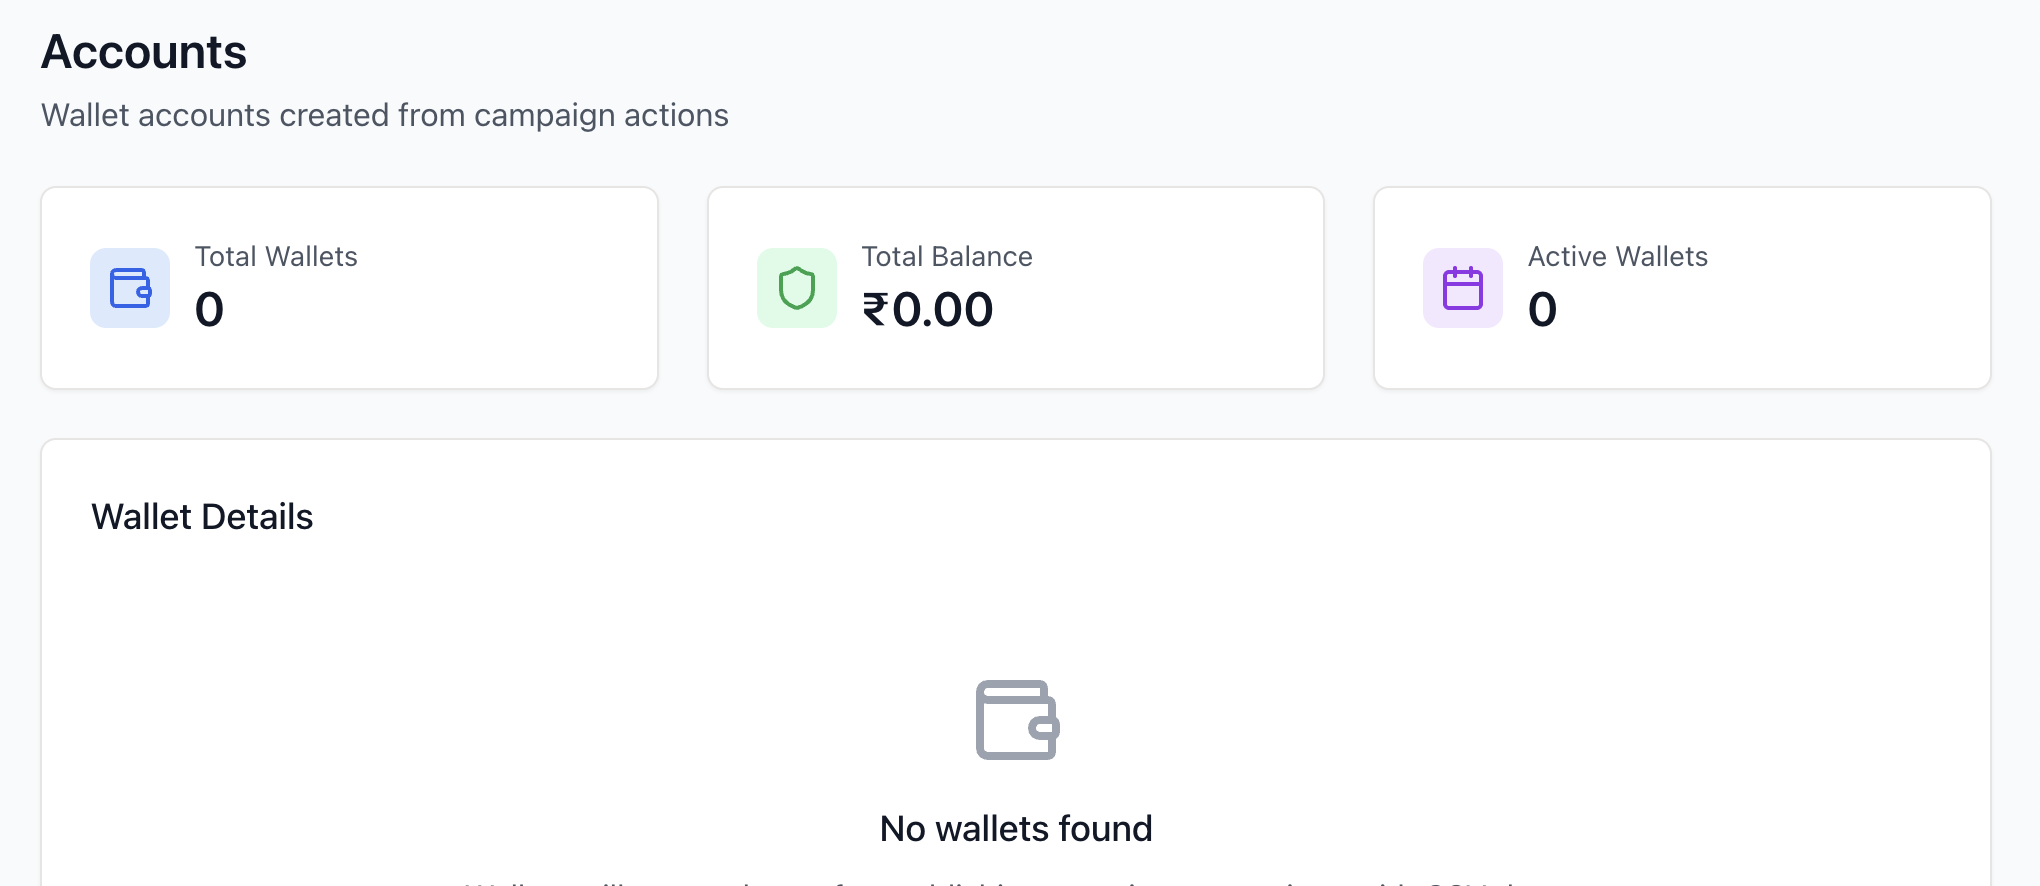 Accounts
Wallet accounts created from campaign actions
Total Wallets
0
Total Balance
₹0.00
Active Wallets
0
Wallet Details
No wallets found